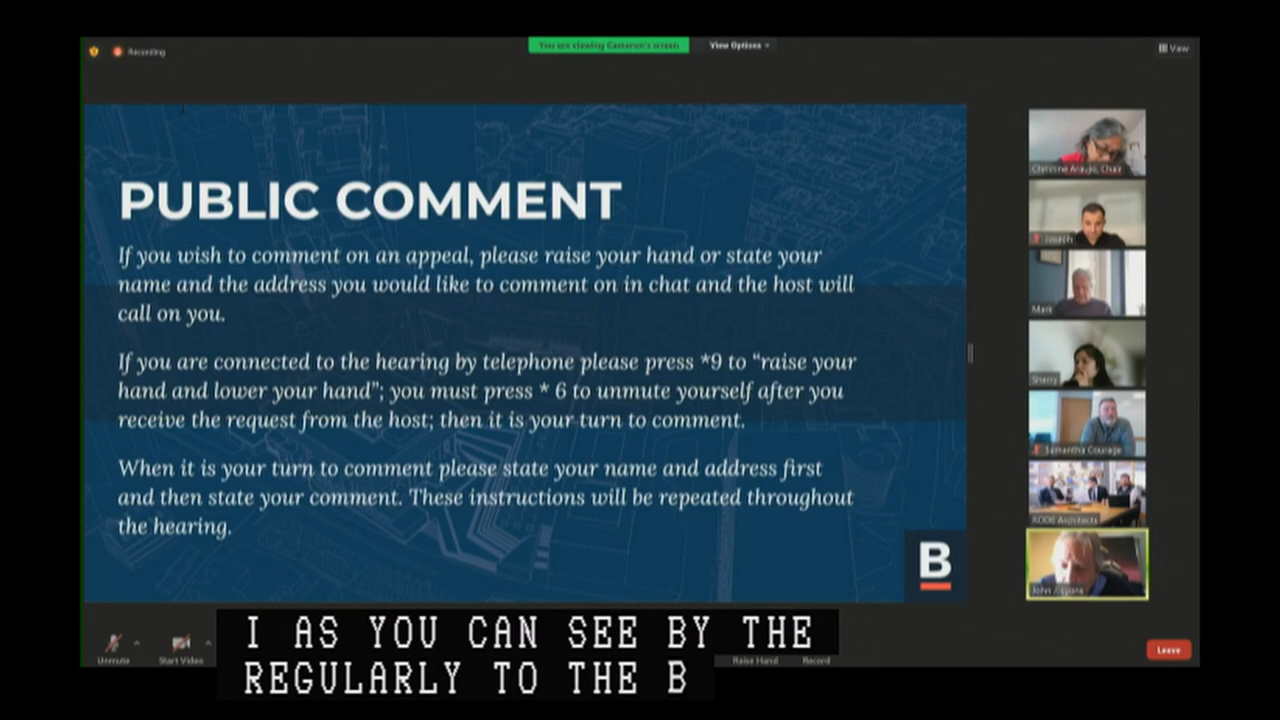 Recording
You are viewing Cameron's screen
View Options
View
PUBLIC COMMENT
If you wish to comment on an appeal, please raise your hand or state your
name and the address you would like to comment on in chat and the host will
call on you.
If you are connected to the hearing by telephone please press *9 to “raise your
hand and lower your hand”; you must press * 6 to unmute yourself after you
receive the request from the host; then it is your turn to comment.
When it is your turn to comment please state your name and address first
and then state your comment. These instructions will be repeated throughout
the hearing.
B
Christine Araujo, Chair
Joseph
Mark
Sherry
Samantha Courage
RODE Architects
John
Unmute
Start Video
Raise Hand
Record
Leave
I AS YOU CAN SEE BY THE
REGULARLY TO THE B